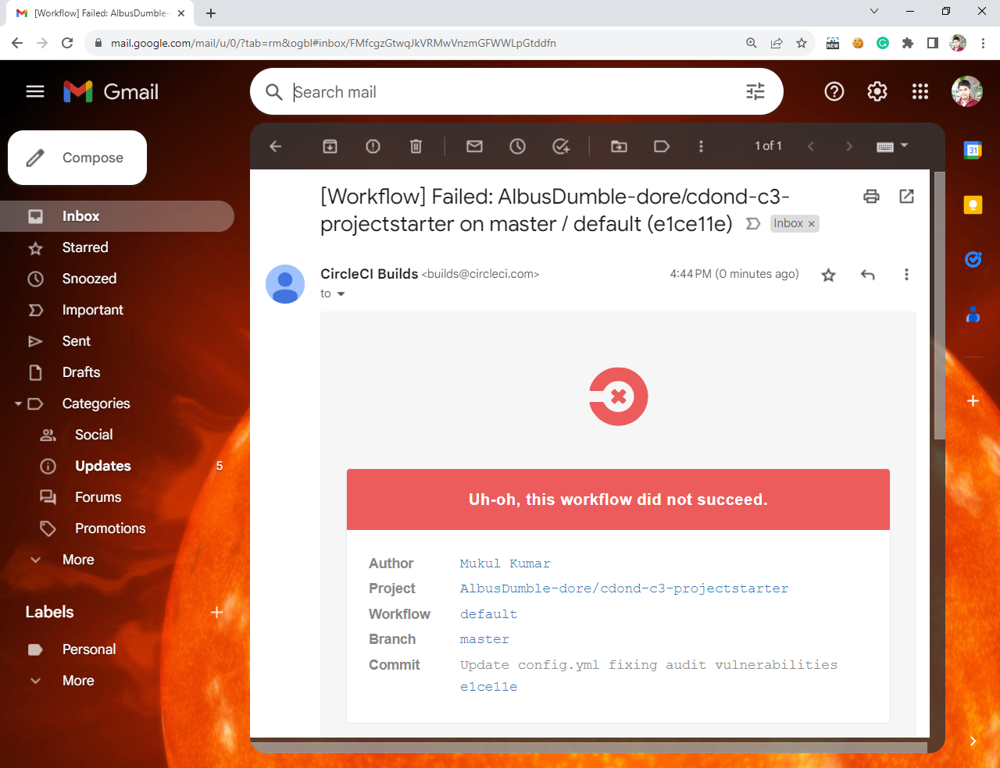 [Workflow] Failed: AlbusDumble-
mail.google.com/mail/u/0/?tab=rm&ogbl#inbox/FMfcgzGtwqJkVRMwVnzmGFWWLpGtddfn
NEW
Gmail
Search mail
Compose
1 of 1
31
[Workflow] Failed: AlbusDumble-dore/cdond-c3-
projectstarter on master / default (e1ce11e) Inbox ×
Inbox
Starred
Snoozed
Important
Sent
Drafts
Categories
Social
Updates 5
Forums
Promotions
More
Labels
Personal
More
CircleCI Builds <builds@circleci.com> 4:44 PM (0 minutes ago)
to
Uh-oh, this workflow did not succeed.
Author Mukul Kumar
Project AlbusDumble-dore/cdond-c3-projectstarter
Workflow default
Branch master
Commit Update config.yml fixing audit vulnerabilities
e1ce11e